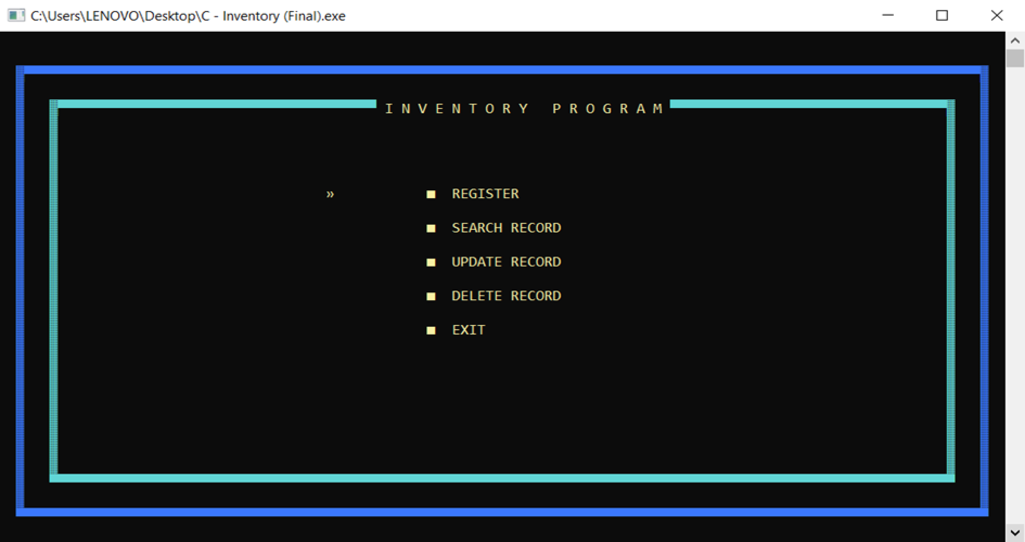 C:\Users\LENOVO\Desktop\C - Inventory (Final).exe
I N V E N T O R Y   P R O G R A M
» ■ REGISTER
■ SEARCH RECORD
■ UPDATE RECORD
■ DELETE RECORD
■ EXIT